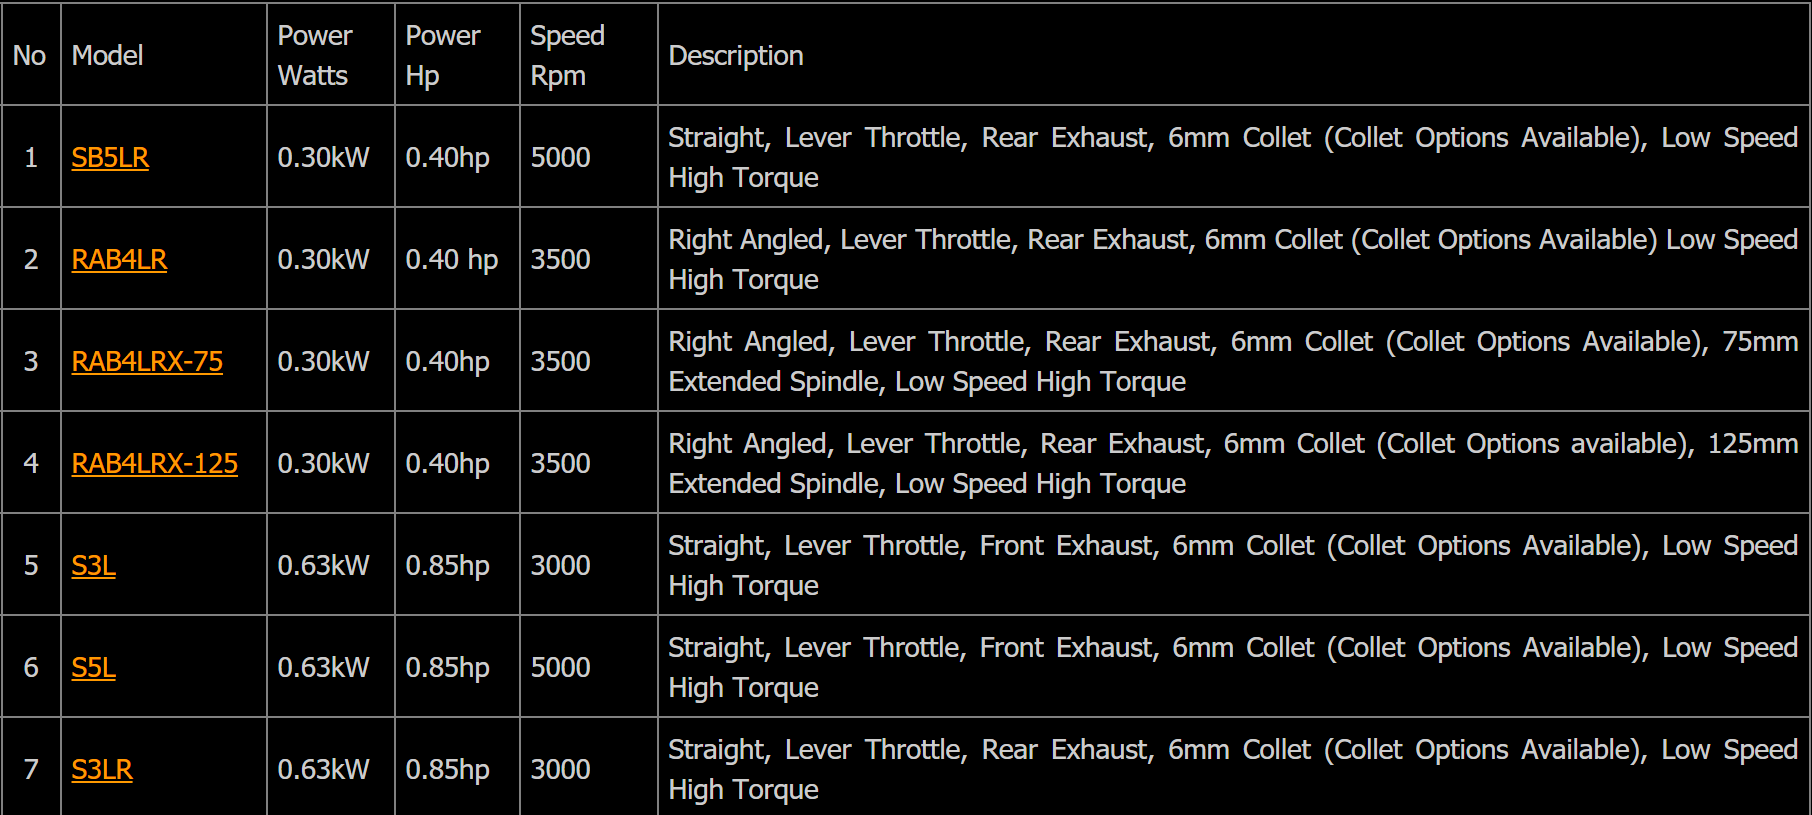 No Model Power Watts Power Hp Speed Rpm Description
1 SB5LR 0.30kW 0.40hp 5000 Straight, Lever Throttle, Rear Exhaust, 6mm Collet (Collet Options Available), Low Speed
High Torque
2 RAB4LR 0.30kW 0.40 hp 3500 Right Angled, Lever Throttle, Rear Exhaust, 6mm Collet (Collet Options Available) Low Speed
High Torque
3 RAB4LRX-75 0.30kW 0.40hp 3500 Right Angled, Lever Throttle, Rear Exhaust, 6mm Collet (Collet Options Available), 75mm
Extended Spindle, Low Speed High Torque
4 RAB4LRX-125 0.30kW 0.40hp 3500 Right Angled, Lever Throttle, Rear Exhaust, 6mm Collet (Collet Options available), 125mm
Extended Spindle, Low Speed High Torque
5 S3L 0.63kW 0.85hp 3000 Straight, Lever Throttle, Front Exhaust, 6mm Collet (Collet Options Available), Low Speed
High Torque
6 S5L 0.63kW 0.85hp 5000 Straight, Lever Throttle, Front Exhaust, 6mm Collet (Collet Options Available), Low Speed
High Torque
7 S3LR 0.63kW 0.85hp 3000 Straight, Lever Throttle, Rear Exhaust, 6mm Collet (Collet Options Available), Low Speed
High Torque